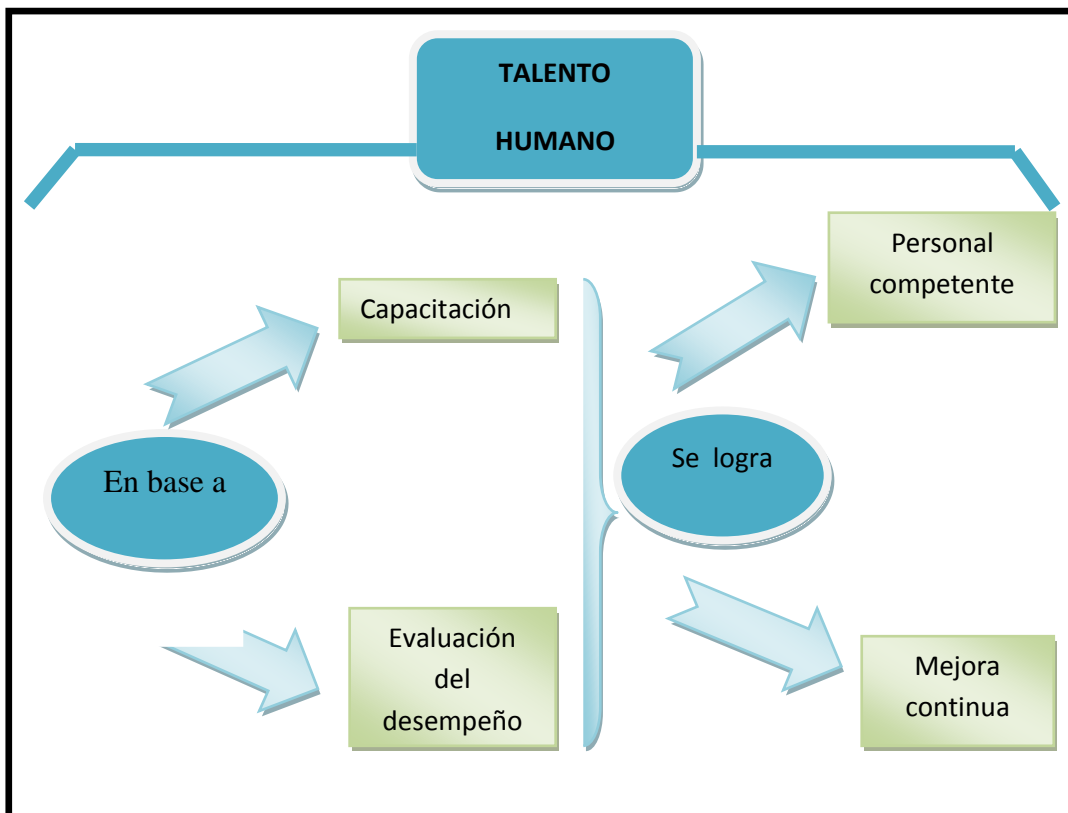 TALENTO
HUMANO
Capacitación
En base a
Evaluación
del
desempeño
Se logra
Personal
competente
Mejora
continua